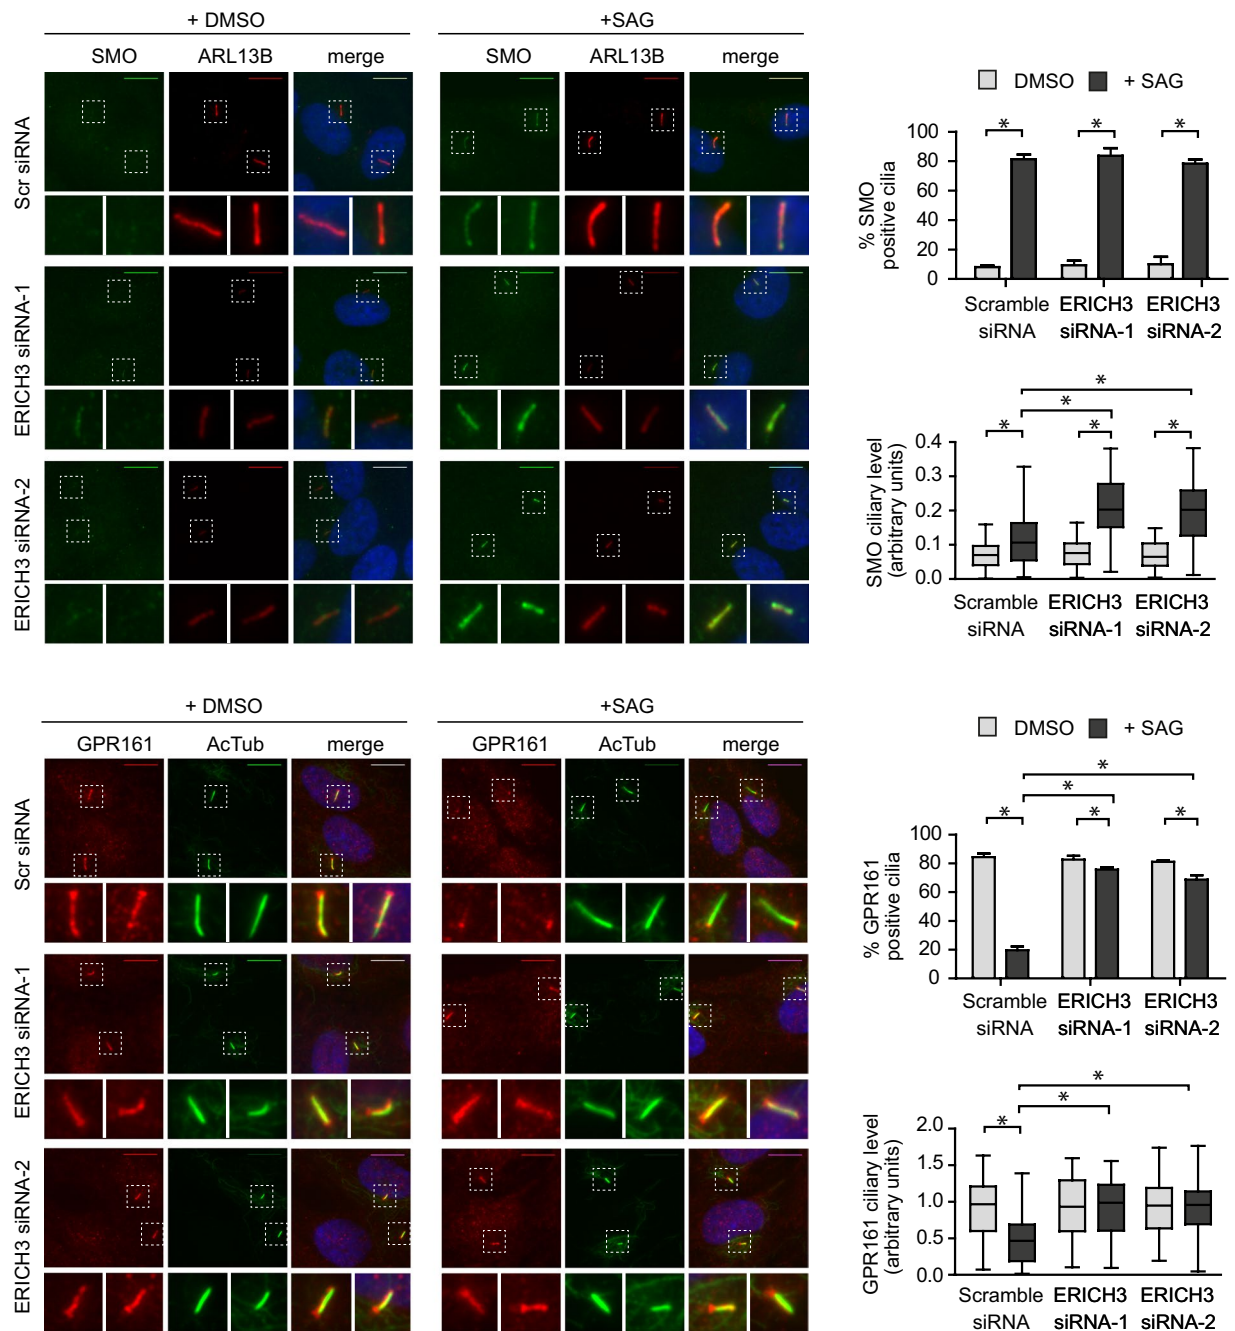 + DMSO
+SAG
SMO ARL13B merge
SMO ARL13B merge
Scr siRNA
ERICH3 siRNA-1
ERICH3 siRNA-2
DMSO + SAG
* * *
% SMO
positive cilia
100
80
60
40
20
0
Scramble siRNA
ERICH3 siRNA-1
ERICH3 siRNA-2
*
*
* * *
SMO ciliary level
(arbitrary units)
0.4
0.3
0.2
0.1
0.0
Scramble siRNA
ERICH3 siRNA-1
ERICH3 siRNA-2
+ DMSO
+SAG
GPR161 AcTub merge
GPR161 AcTub merge
Scr siRNA
ERICH3 siRNA-1
ERICH3 siRNA-2
DMSO + SAG
*
*
* * *
% GPR161
positive cilia
100
80
60
40
20
0
Scramble siRNA
ERICH3 siRNA-1
ERICH3 siRNA-2
*
*
*
GPR161 ciliary level
(arbitrary units)
2.0
1.5
1.0
0.5
0.0
Scramble siRNA
ERICH3 siRNA-1
ERICH3 siRNA-2